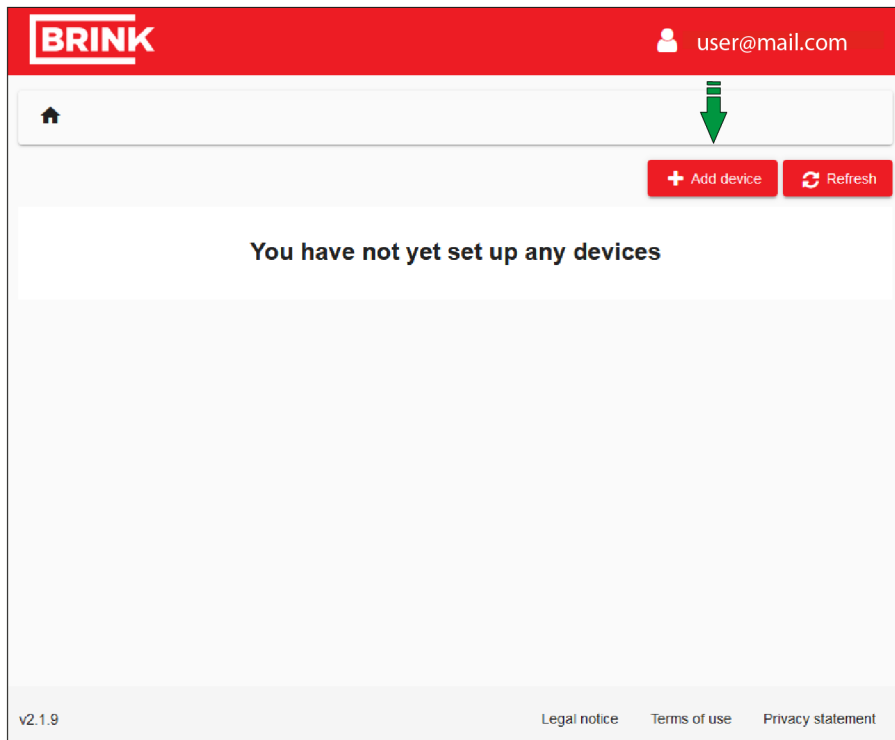 BRINK
user@mail.com
Add device
Refresh
You have not yet set up any devices
v2.1.9
Legal notice
Terms of use
Privacy statement